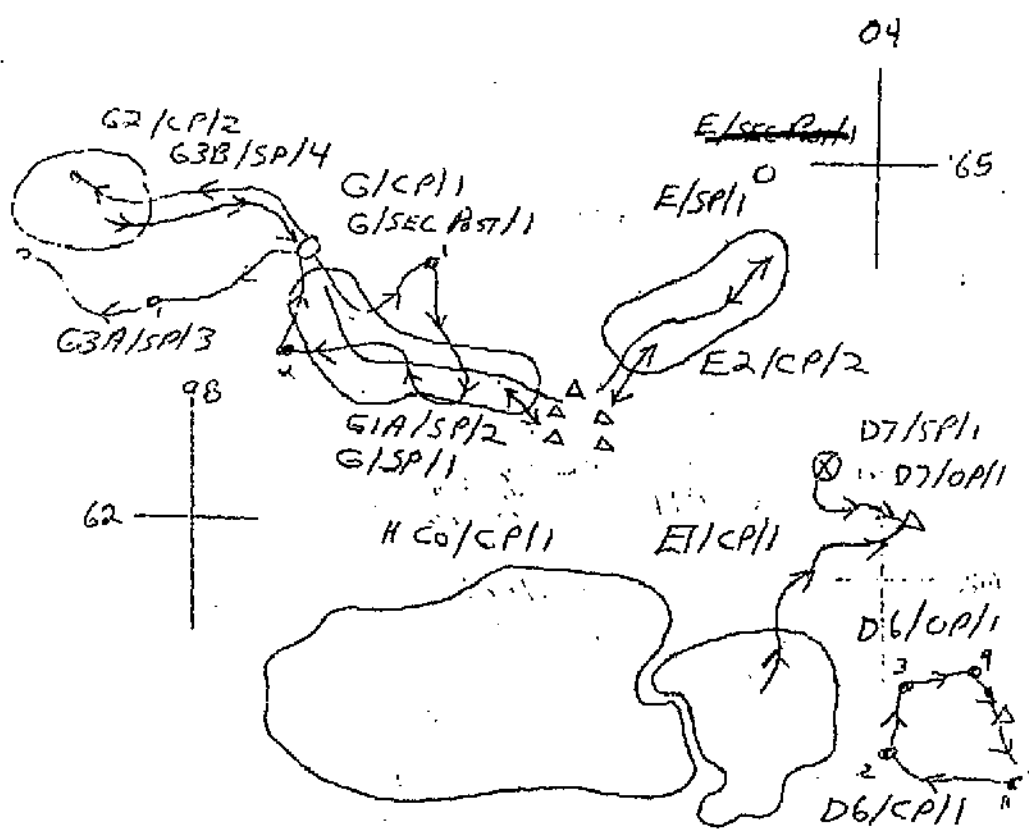 04
G2/CP/2
G3B/SP/4
E/SEC Post/1
65
G/CP/1
G/SEC POST/1
E/SP/1
G3A/SP/3
E2/CP/2
98
G1A/SP/2
G/SP/1
D7/SP/1
D7/OP/1
62
H Co/CP/1
E1/CP/1
D6/OP/1
3
4
2
D6/CP/1